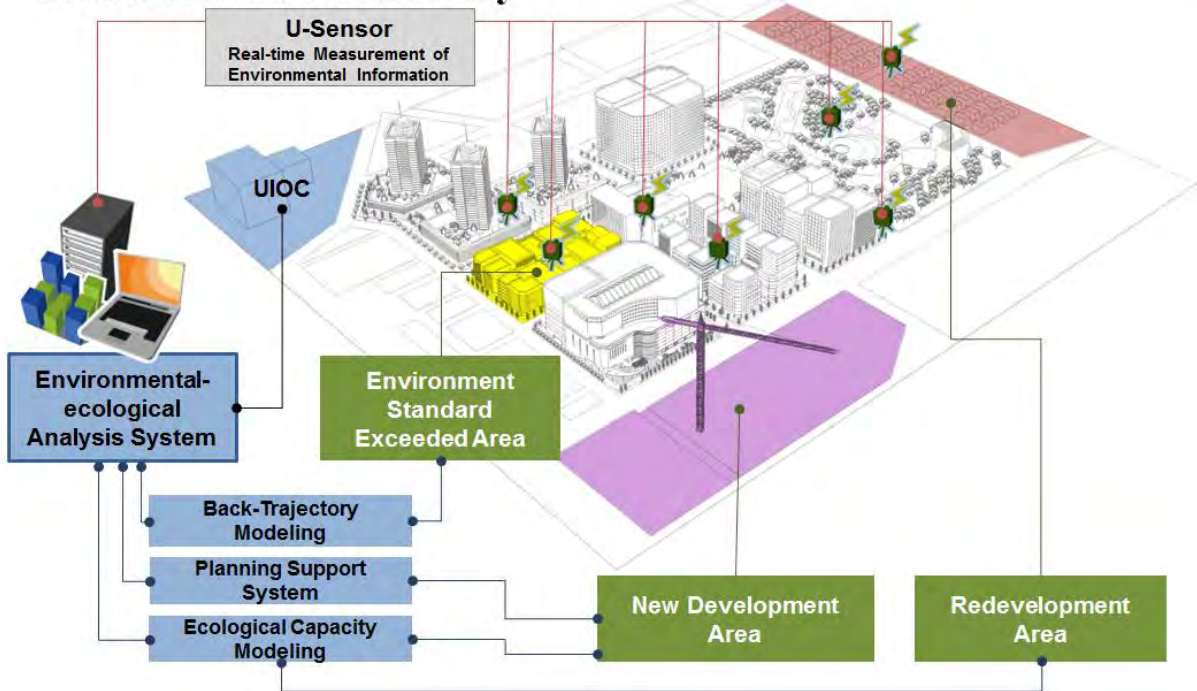 U-Sensor
Real-time Measurement of
Environmental Information
UIOC
Environmental-
ecological
Analysis System
Environment
Standard
Exceeded Area
Back-Trajectory
Modeling
Planning Support
System
Ecological Capacity
Modeling
New Development
Area
Redevelopment
Area